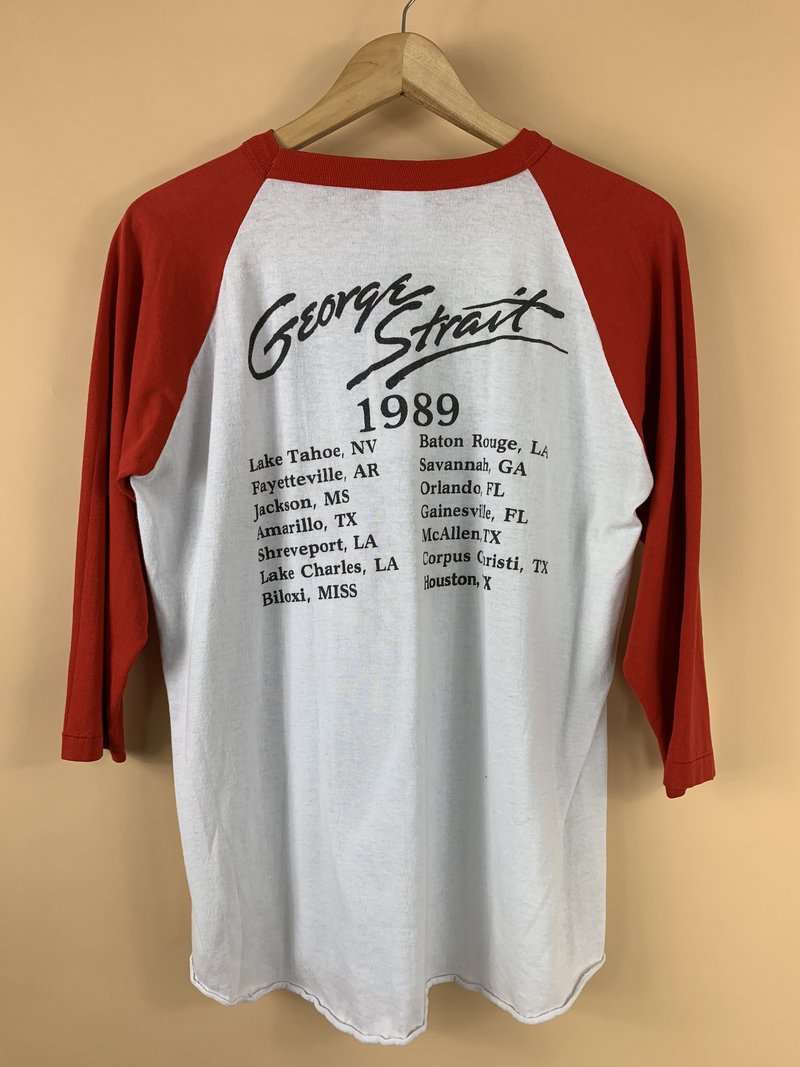 George
Strait
1989
Lake Tahoe, NV
Fayetteville, AR
Jackson, MS
Amarillo, TX
Shreveport, LA
Lake Charles, LA
Biloxi, MISS
Baton Rouge, LA
Savannah, GA
Orlando, FL
Gainesville, FL
McAllen, TX
Corpus Christi, TX
Houston, X